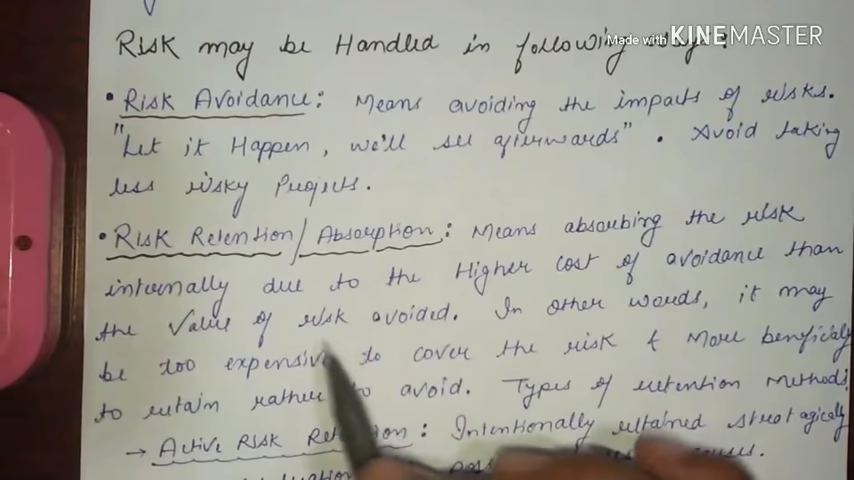 Risk may be Handled in following
Made with KINEMASTER
• Risk Avoidance: Means avoiding the impacts of risks.
"Let it Happen, we'll see afterwards". Avoid taking
less risky Projects.
• Risk Retention/Absorption: Means absorbing the risk
internally due to the Higher cost of avoidance than
the Value of risk avoided. In other words, it may
be too expensive to cover the risk & More beneficialy
to retain rather to avoid. Types of retention methods:
→ Active Risk Retention: Intentionally retained strategically